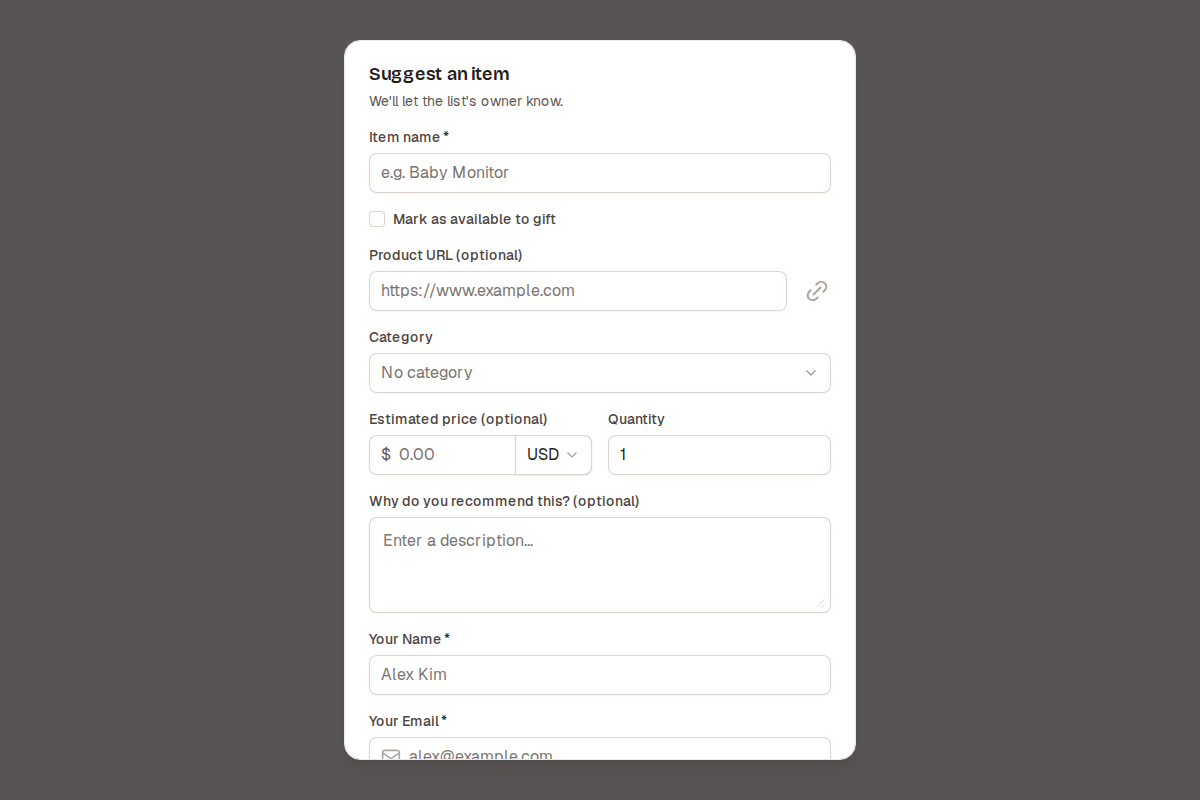 Suggest an item
We'll let the list's owner know.
Item name *
e.g. Baby Monitor
Mark as available to gift
Product URL (optional)
https://www.example.com
Category
No category
Estimated price (optional) Quantity
$ 0.00 USD 1
Why do you recommend this? (optional)
Enter a description...
Your Name *
Alex Kim
Your Email *
alex@example.com